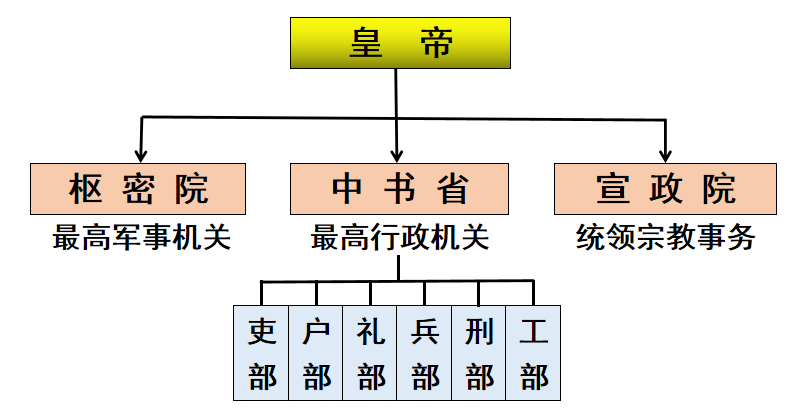 皇 帝
枢密院
中书省
宣政院
最高军事机关
最高行政机关
统领宗教事务
吏部
户部
礼部
兵部
刑部
工部